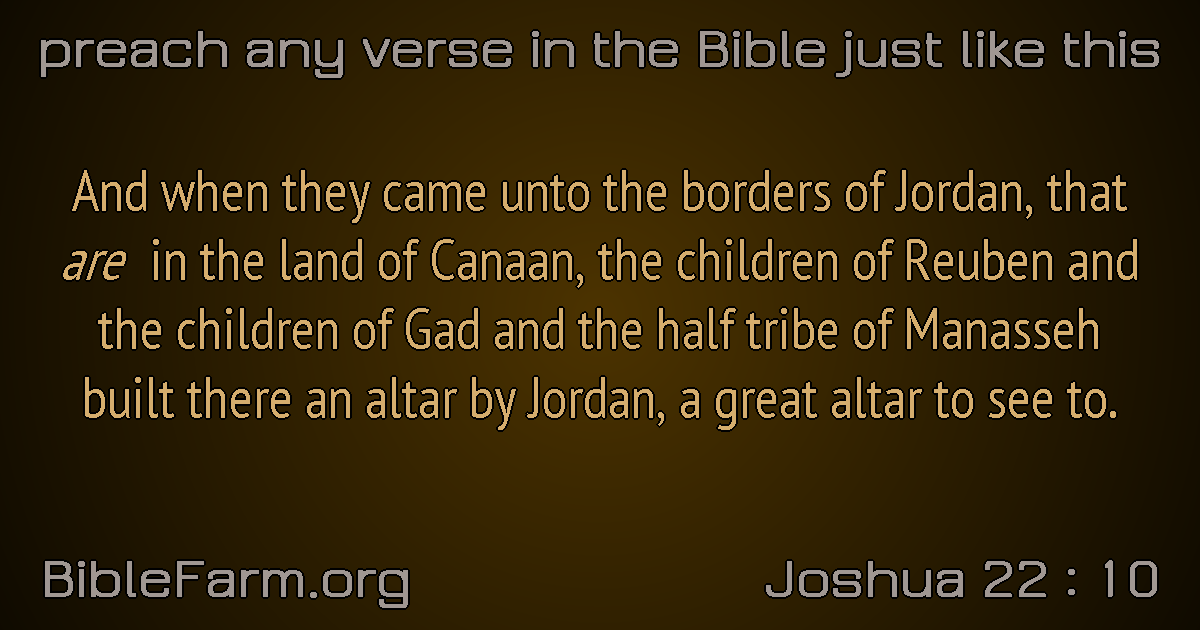 preach any verse in the Bible just like this
And when they came unto the borders of Jordan, that
are in the land of Canaan, the children of Reuben and
the children of Gad and the half tribe of Manasseh
built there an altar by Jordan, a great altar to see to.
BibleFarm.org
Joshua 22 : 10